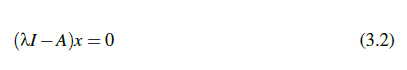 (λI − A)x = 0 (3.2)